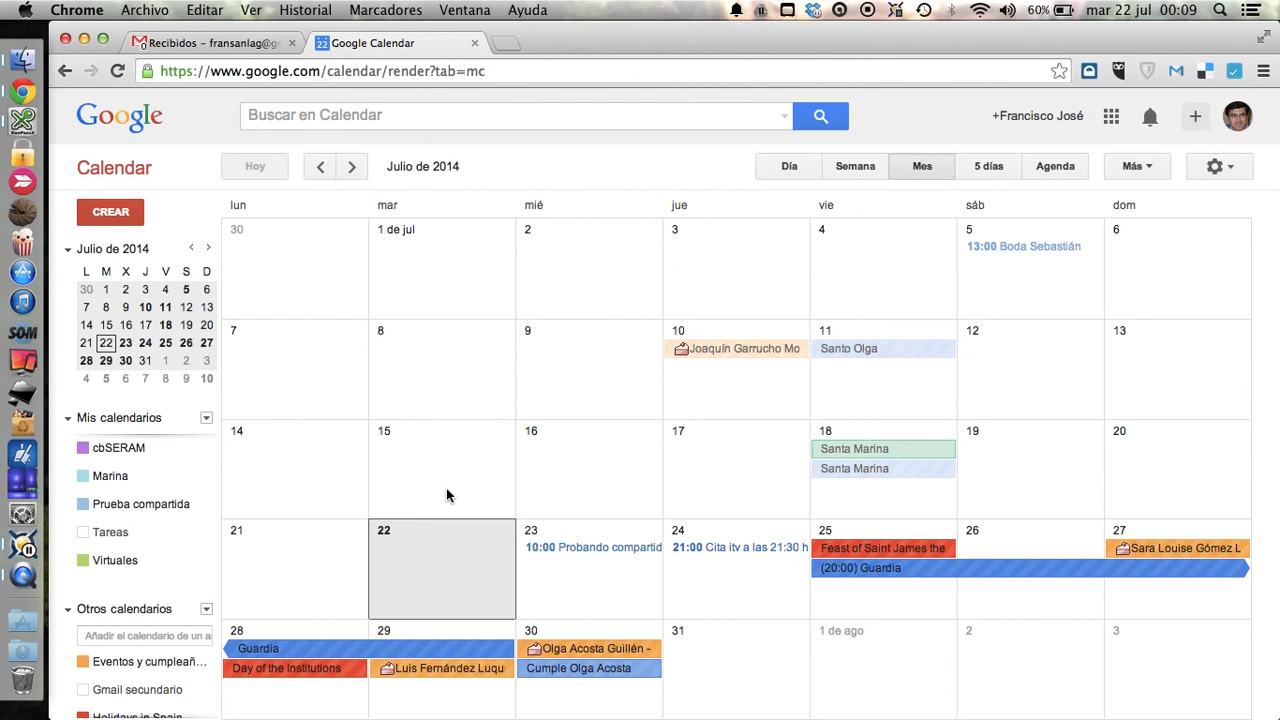 Chrome Archivo Editar Ver Historial Marcadores Ventana Ayuda 60% mar 22 jul 00:09
Recibidos – fransanlag@gm
22 Google Calendar
https://www.google.com/calendar/render?tab=mc
Google Buscar en Calendar +Francisco José
Calendar Hoy Julio de 2014 Día Semana Mes 5 días Agenda Más
CREAR
Julio de 2014
L M X J V S D
30 1 2 3 4 5 6
7 8 9 10 11 12 13
14 15 16 17 18 19 20
21 22 23 24 25 26 27
28 29 30 31 1 2 3
4 5 6 7 8 9 10
Mis calendarios
cbSERAM
Marina
Prueba compartida
Tareas
Virtuales
Otros calendarios
Añadir el calendario de un a
Eventos y cumpleañ...
Gmail secundario
Holidays in Spain
lun mar mié jue vie sáb dom
30 1 de jul 2 3 4 5 6
13:00 Boda Sebastián
7 8 9 10 11 12 13
Joaquín Garrucho Mo Santo Olga
14 15 16 17 18 19 20
Santa Marina
Santa Marina
21 22 23 24 25 26 27
10:00 Probando compartid 21:00 Cita itv a las 21:30 h Feast of Saint James the Sara Louise Gómez L
(20:00) Guardia
28 29 30 31 1 de ago 2 3
Guardia Olga Acosta Guillén -
Day of the Institutions Luis Fernández Luqu Cumple Olga Acosta
SOM